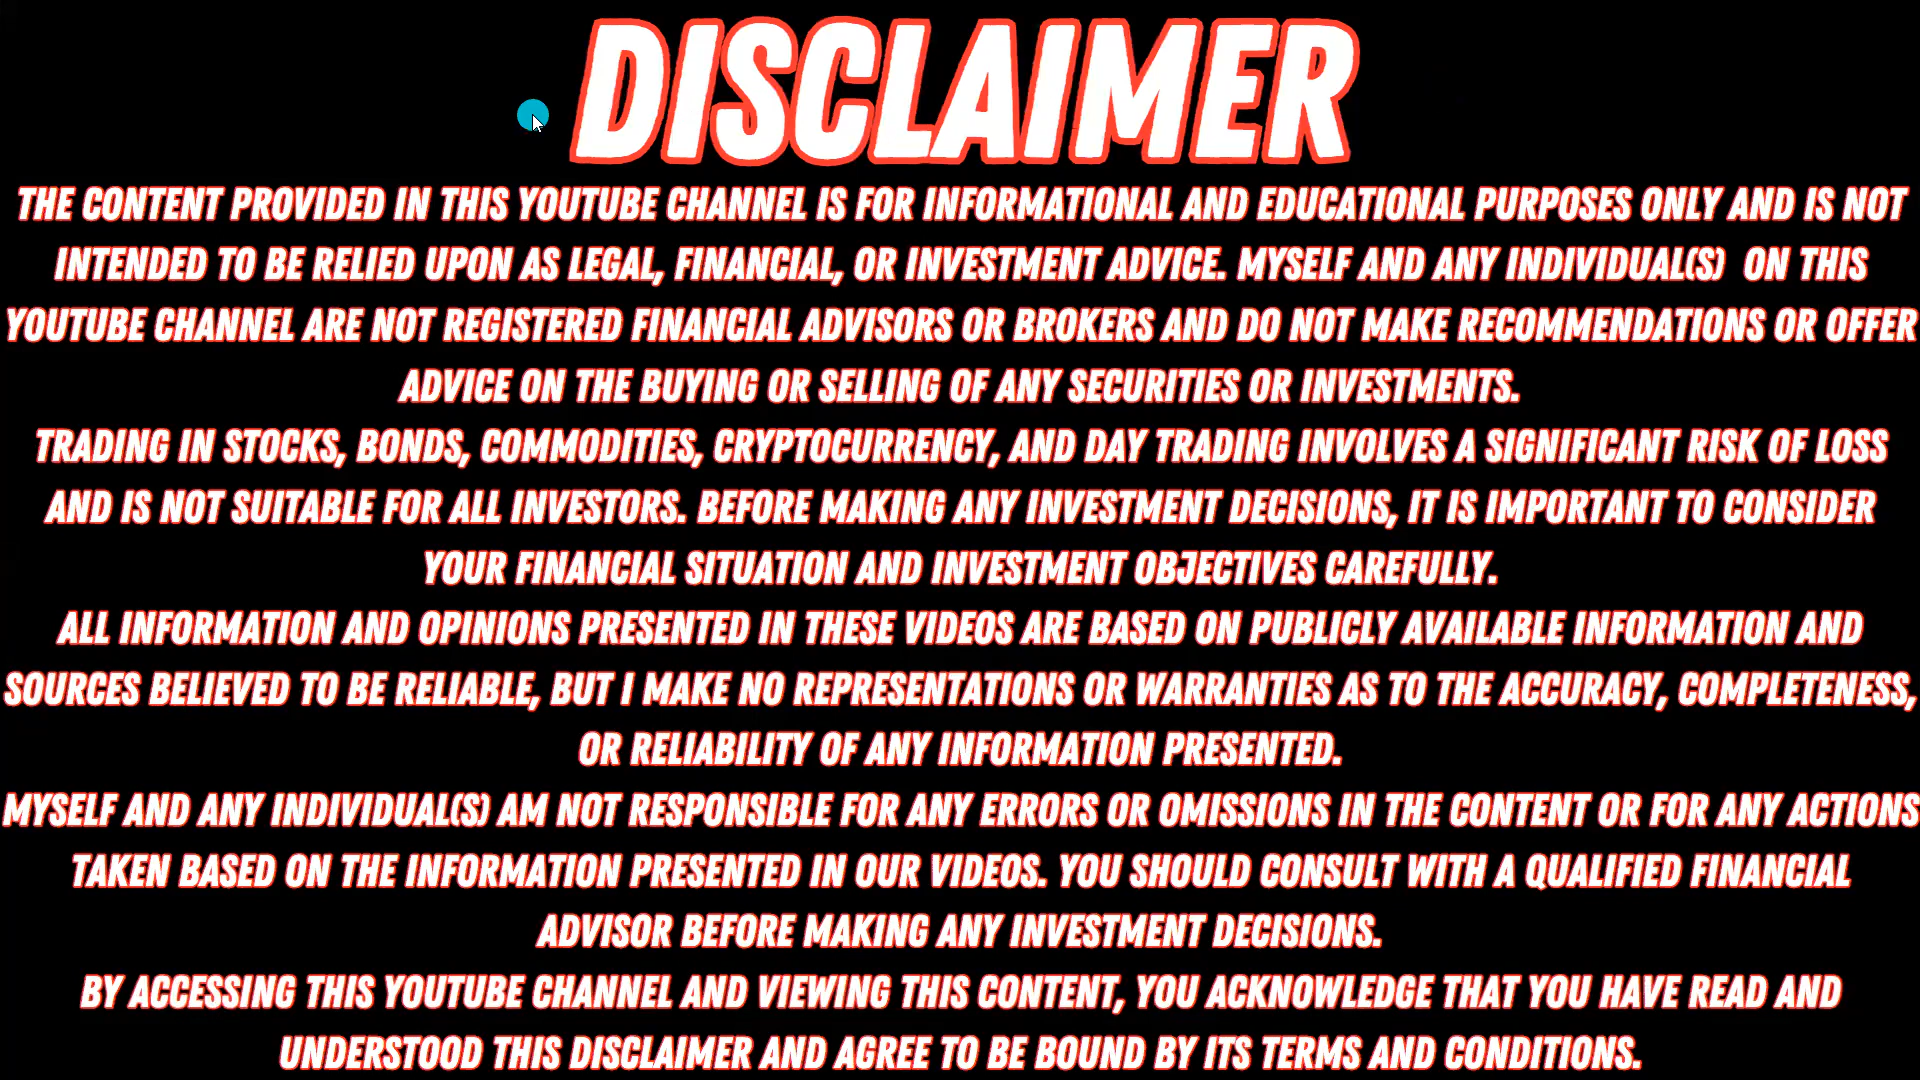 DISCLAIMER
THE CONTENT PROVIDED IN THIS YOUTUBE CHANNEL IS FOR INFORMATIONAL AND EDUCATIONAL PURPOSES ONLY AND IS NOT
INTENDED TO BE RELIED UPON AS LEGAL, FINANCIAL, OR INVESTMENT ADVICE. MYSELF AND ANY INDIVIDUAL(S) ON THIS
YOUTUBE CHANNEL ARE NOT REGISTERED FINANCIAL ADVISORS OR BROKERS AND DO NOT MAKE RECOMMENDATIONS OR OFFER
ADVICE ON THE BUYING OR SELLING OF ANY SECURITIES OR INVESTMENTS.
TRADING IN STOCKS, BONDS, COMMODITIES, CRYPTOCURRENCY, AND DAY TRADING INVOLVES A SIGNIFICANT RISK OF LOSS
AND IS NOT SUITABLE FOR ALL INVESTORS. BEFORE MAKING ANY INVESTMENT DECISIONS, IT IS IMPORTANT TO CONSIDER
YOUR FINANCIAL SITUATION AND INVESTMENT OBJECTIVES CAREFULLY.
ALL INFORMATION AND OPINIONS PRESENTED IN THESE VIDEOS ARE BASED ON PUBLICLY AVAILABLE INFORMATION AND
SOURCES BELIEVED TO BE RELIABLE, BUT I MAKE NO REPRESENTATIONS OR WARRANTIES AS TO THE ACCURACY, COMPLETENESS,
OR RELIABILITY OF ANY INFORMATION PRESENTED.
MYSELF AND ANY INDIVIDUAL(S) AM NOT RESPONSIBLE FOR ANY ERRORS OR OMISSIONS IN THE CONTENT OR FOR ANY ACTIONS
TAKEN BASED ON THE INFORMATION PRESENTED IN OUR VIDEOS. YOU SHOULD CONSULT WITH A QUALIFIED FINANCIAL
ADVISOR BEFORE MAKING ANY INVESTMENT DECISIONS.
BY ACCESSING THIS YOUTUBE CHANNEL AND VIEWING THIS CONTENT, YOU ACKNOWLEDGE THAT YOU HAVE READ AND
UNDERSTOOD THIS DISCLAIMER AND AGREE TO BE BOUND BY ITS TERMS AND CONDITIONS.